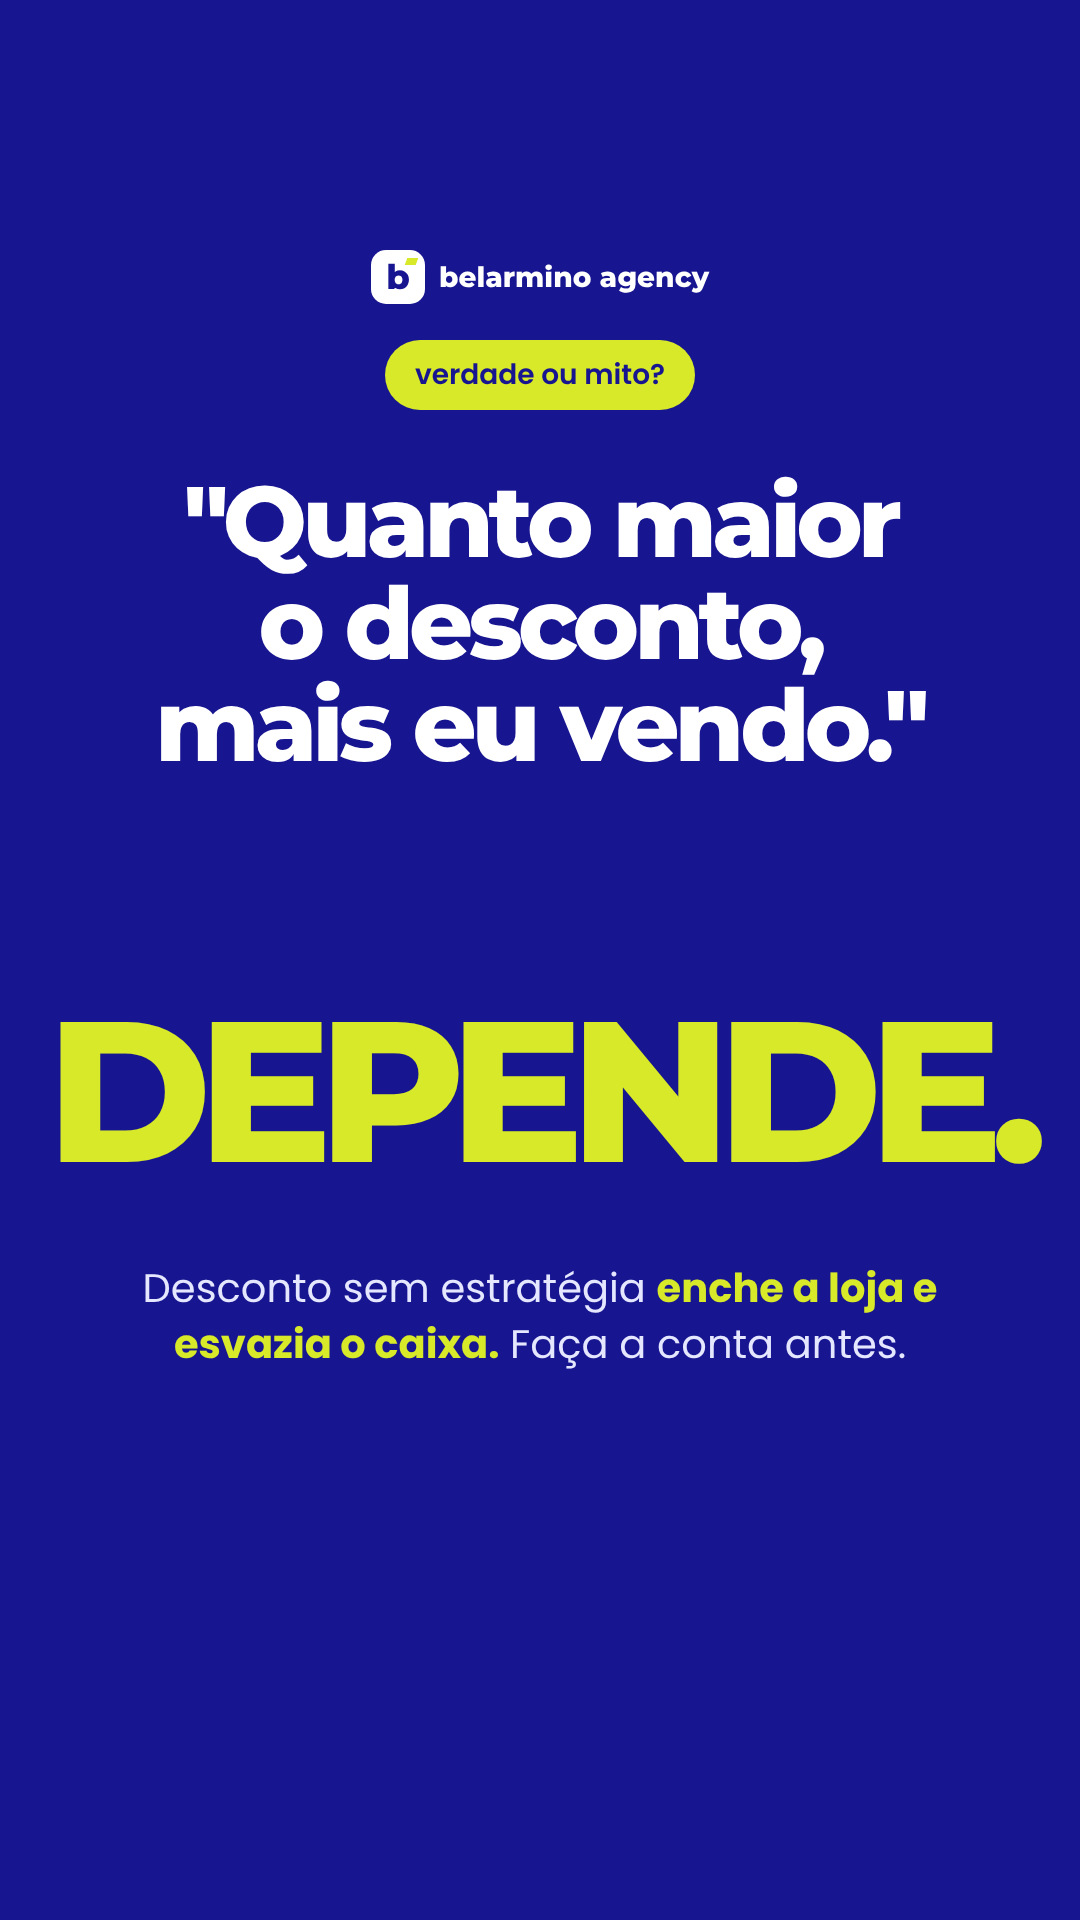 b belarmino agency
verdade ou mito?
"Quanto maior
o desconto,
mais eu vendo."
DEPENDE.
Desconto sem estratégia enche a loja e
esvazia o caixa. Faça a conta antes.